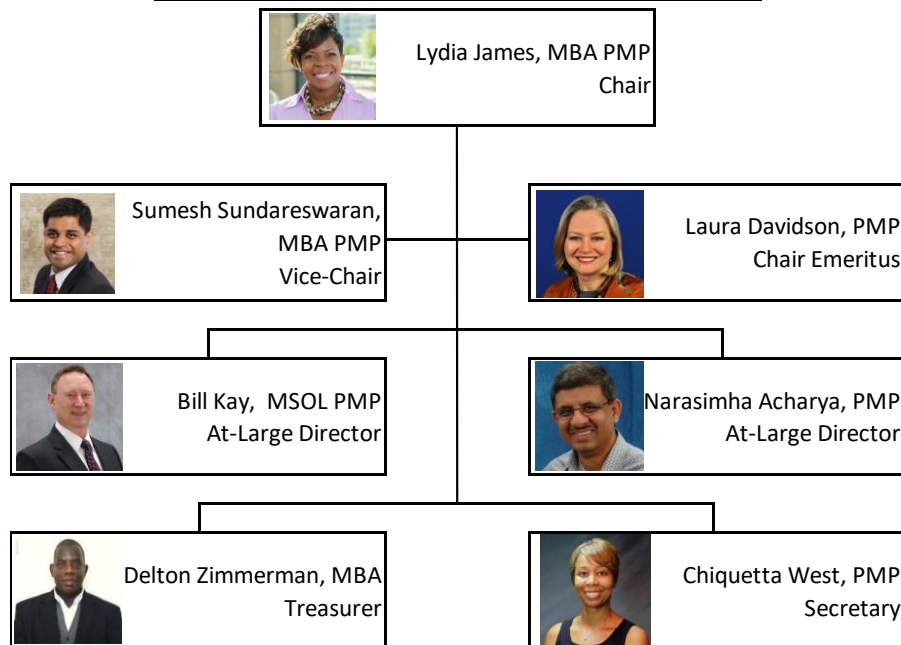 Lydia James, MBA PMP
Chair
Sumesh Sundareswaran,
MBA PMP
Vice-Chair
Laura Davidson, PMP
Chair Emeritus
Bill Kay,  MSOL PMP
At-Large Director
Narasimha Acharya, PMP
At-Large Director
Delton Zimmerman, MBA
Treasurer
Chiquetta West, PMP
Secretary